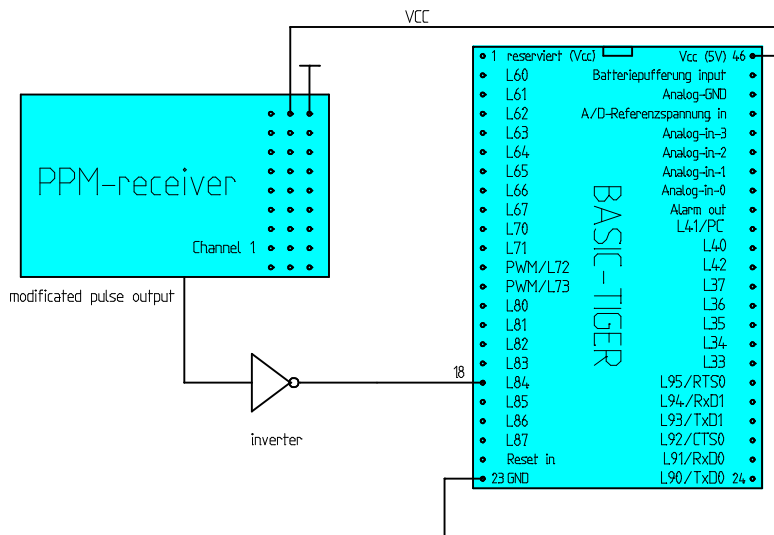 VCC
PPM-receiver
Channel 1
modificated pulse output
inverter
18
1 reserviert (Vcc)
L60
L61
L62
L63
L64
L65
L66
L67
L70
L71
PWM/L72
PWM/L73
L80
L81
L82
L83
L84
L85
L86
L87
Reset in
23 GND
BASIC-TIGER
Vcc (5V) 46
Batteriepufferung input
Analog-GND
A/D-Referenzspannung in
Analog-in-3
Analog-in-2
Analog-in-1
Analog-in-0
Alarm out
L41/PC
L40
L42
L37
L36
L35
L34
L33
L95/RTS0
L94/RxD1
L93/TxD1
L92/CTS0
L91/RxD0
L90/TxD0 24